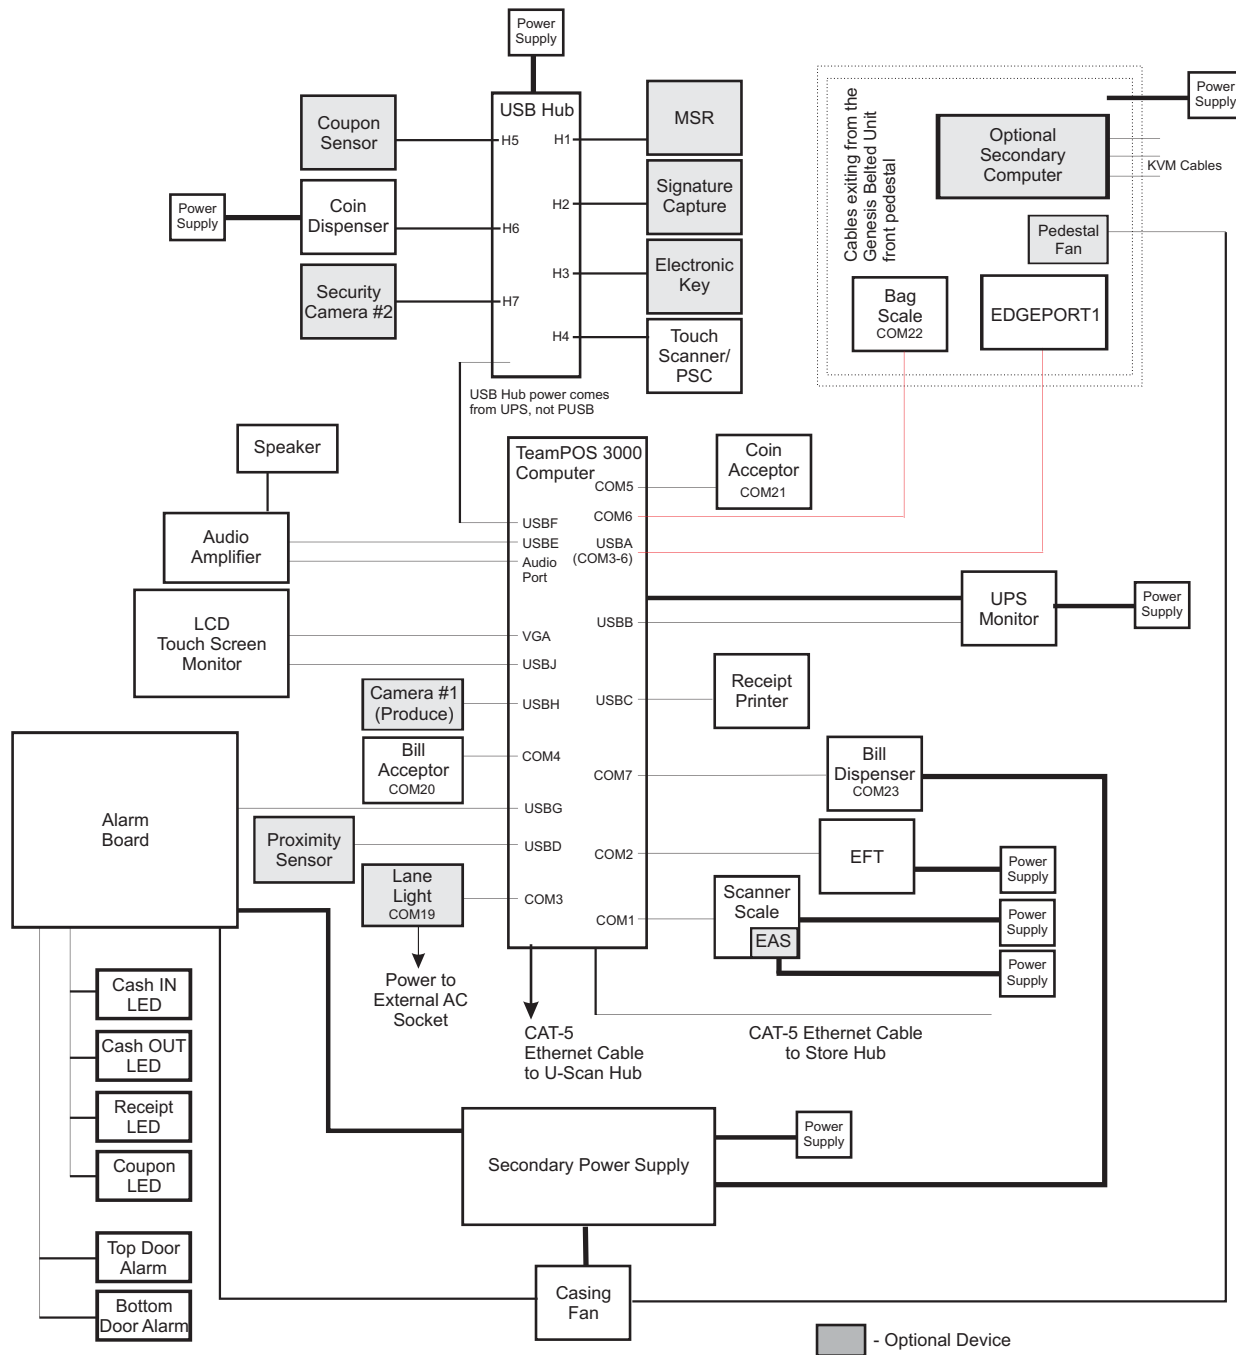 Power
Supply
USB Hub
Coupon
Sensor
H5
H1
MSR
Power
Supply
Coin
Dispenser
H6
H2
Signature
Capture
Security
Camera #2
H7
H3
Electronic
Key
H4
Touch
Scanner/
PSC
USB Hub power comes
from UPS, not PUSB
Cables exiting from the
Genesis Belted Unit
front pedestal
Optional
Secondary
Computer
Power
Supply
KVM Cables
Pedestal
Fan
Bag
Scale
COM22
EDGEPORT1
Speaker
Audio
Amplifier
LCD
Touch Screen
Monitor
Camera #1
(Produce)
Bill
Acceptor
COM20
Alarm
Board
Proximity
Sensor
Lane
Light
COM19
Power to
External AC
Socket
TeamPOS 3000
Computer
USBF
USBE
Audio
Port
VGA
USBJ
USBH
COM4
USBG
USBD
COM3
COM5
COM6
USBA
(COM3-6)
USBB
USBC
COM7
COM2
COM1
Coin
Acceptor
COM21
UPS
Monitor
Power
Supply
Receipt
Printer
Bill
Dispenser
COM23
EFT
Power
Supply
Scanner
Scale
EAS
Power
Supply
Power
Supply
CAT-5
Ethernet Cable
to U-Scan Hub
CAT-5 Ethernet Cable
to Store Hub
Cash IN
LED
Cash OUT
LED
Receipt
LED
Coupon
LED
Top Door
Alarm
Bottom
Door Alarm
Secondary Power Supply
Power
Supply
Casing
Fan
- Optional Device